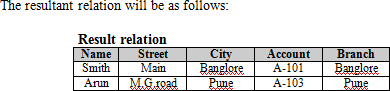 The resultant relation will be as follows:
Result relation
Name Street City Account Branch
Smith Main Banglore A-101 Banglore
Arun M.G.road Pune A-103 Pune